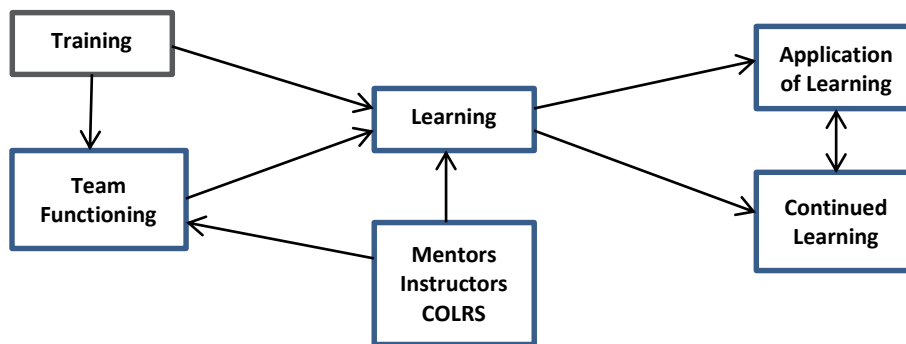 Training
Team
Functioning
Learning
Mentors
Instructors
COLRS
Application
of Learning
Continued
Learning